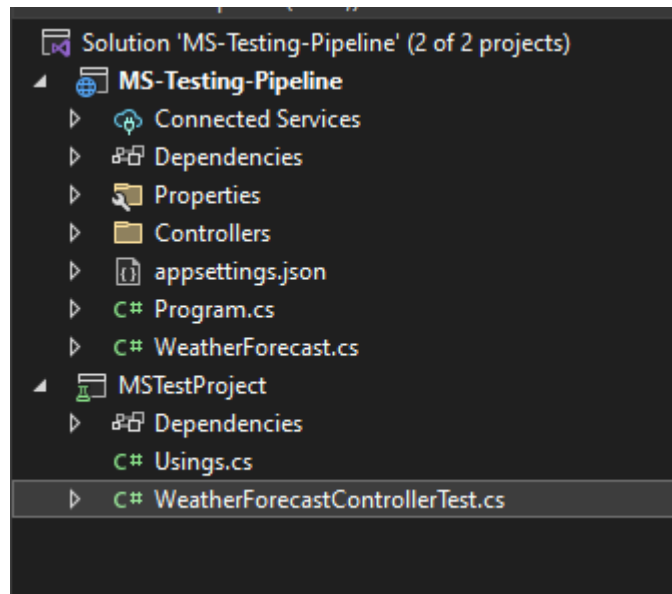 Solution 'MS-Testing-Pipeline' (2 of 2 projects)
MS-Testing-Pipeline
Connected Services
Dependencies
Properties
Controllers
appsettings.json
C# Program.cs
C# WeatherForecast.cs
MSTestProject
Dependencies
C# Usings.cs
C# WeatherForecastControllerTest.cs